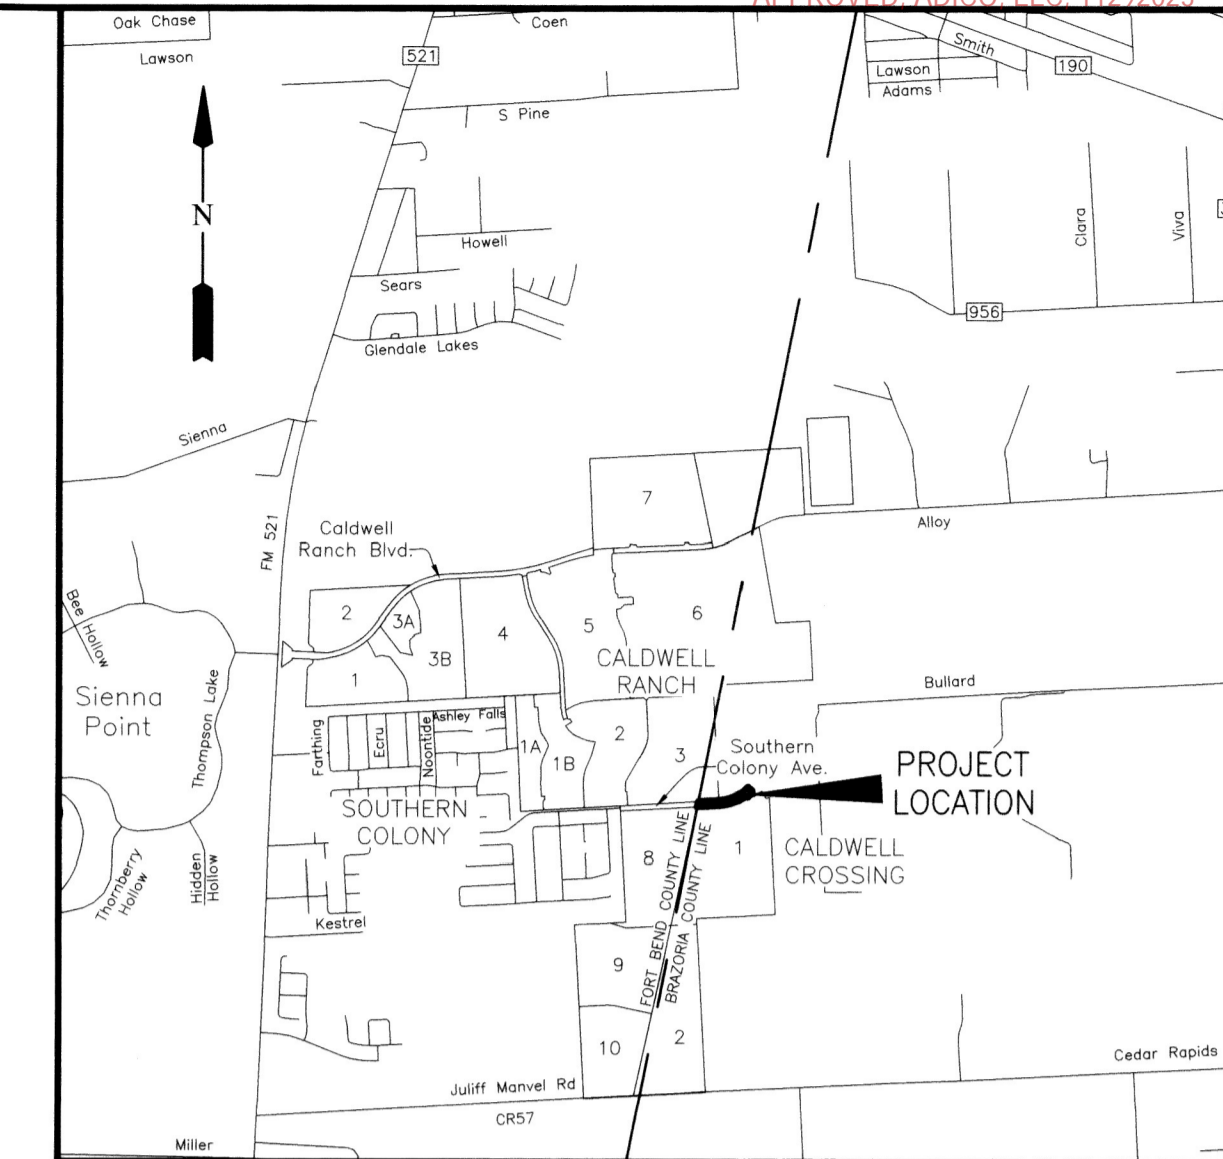 APPROVED, ADICO, LLC, 11292023
Oak Chase
Lawson
521
Coen
Smith
190
Lawson
Adams
S Pine
N
Howell
Sears
Glendale Lakes
Clara
Viva
956
Sienna
FM 521
Caldwell
Ranch Blvd.
7
Alloy
Bee Hollow
2
3A
3B
4
5
6
1
CALDWELL
RANCH
Bullard
Sienna
Point
Thompson Lake
Farthing
Ecru
Noontide
Ashley Falls
1A
1B
2
3
Southern
Colony Ave.
PROJECT
LOCATION
SOUTHERN
COLONY
8
1
CALDWELL
CROSSING
Thornberry
Hollow
Hidden
Hollow
Kestrel
FORT BEND COUNTY LINE
BRAZORIA COUNTY LINE
9
10
2
Juliff Manvel Rd
CR57
Cedar Rapids
Miller